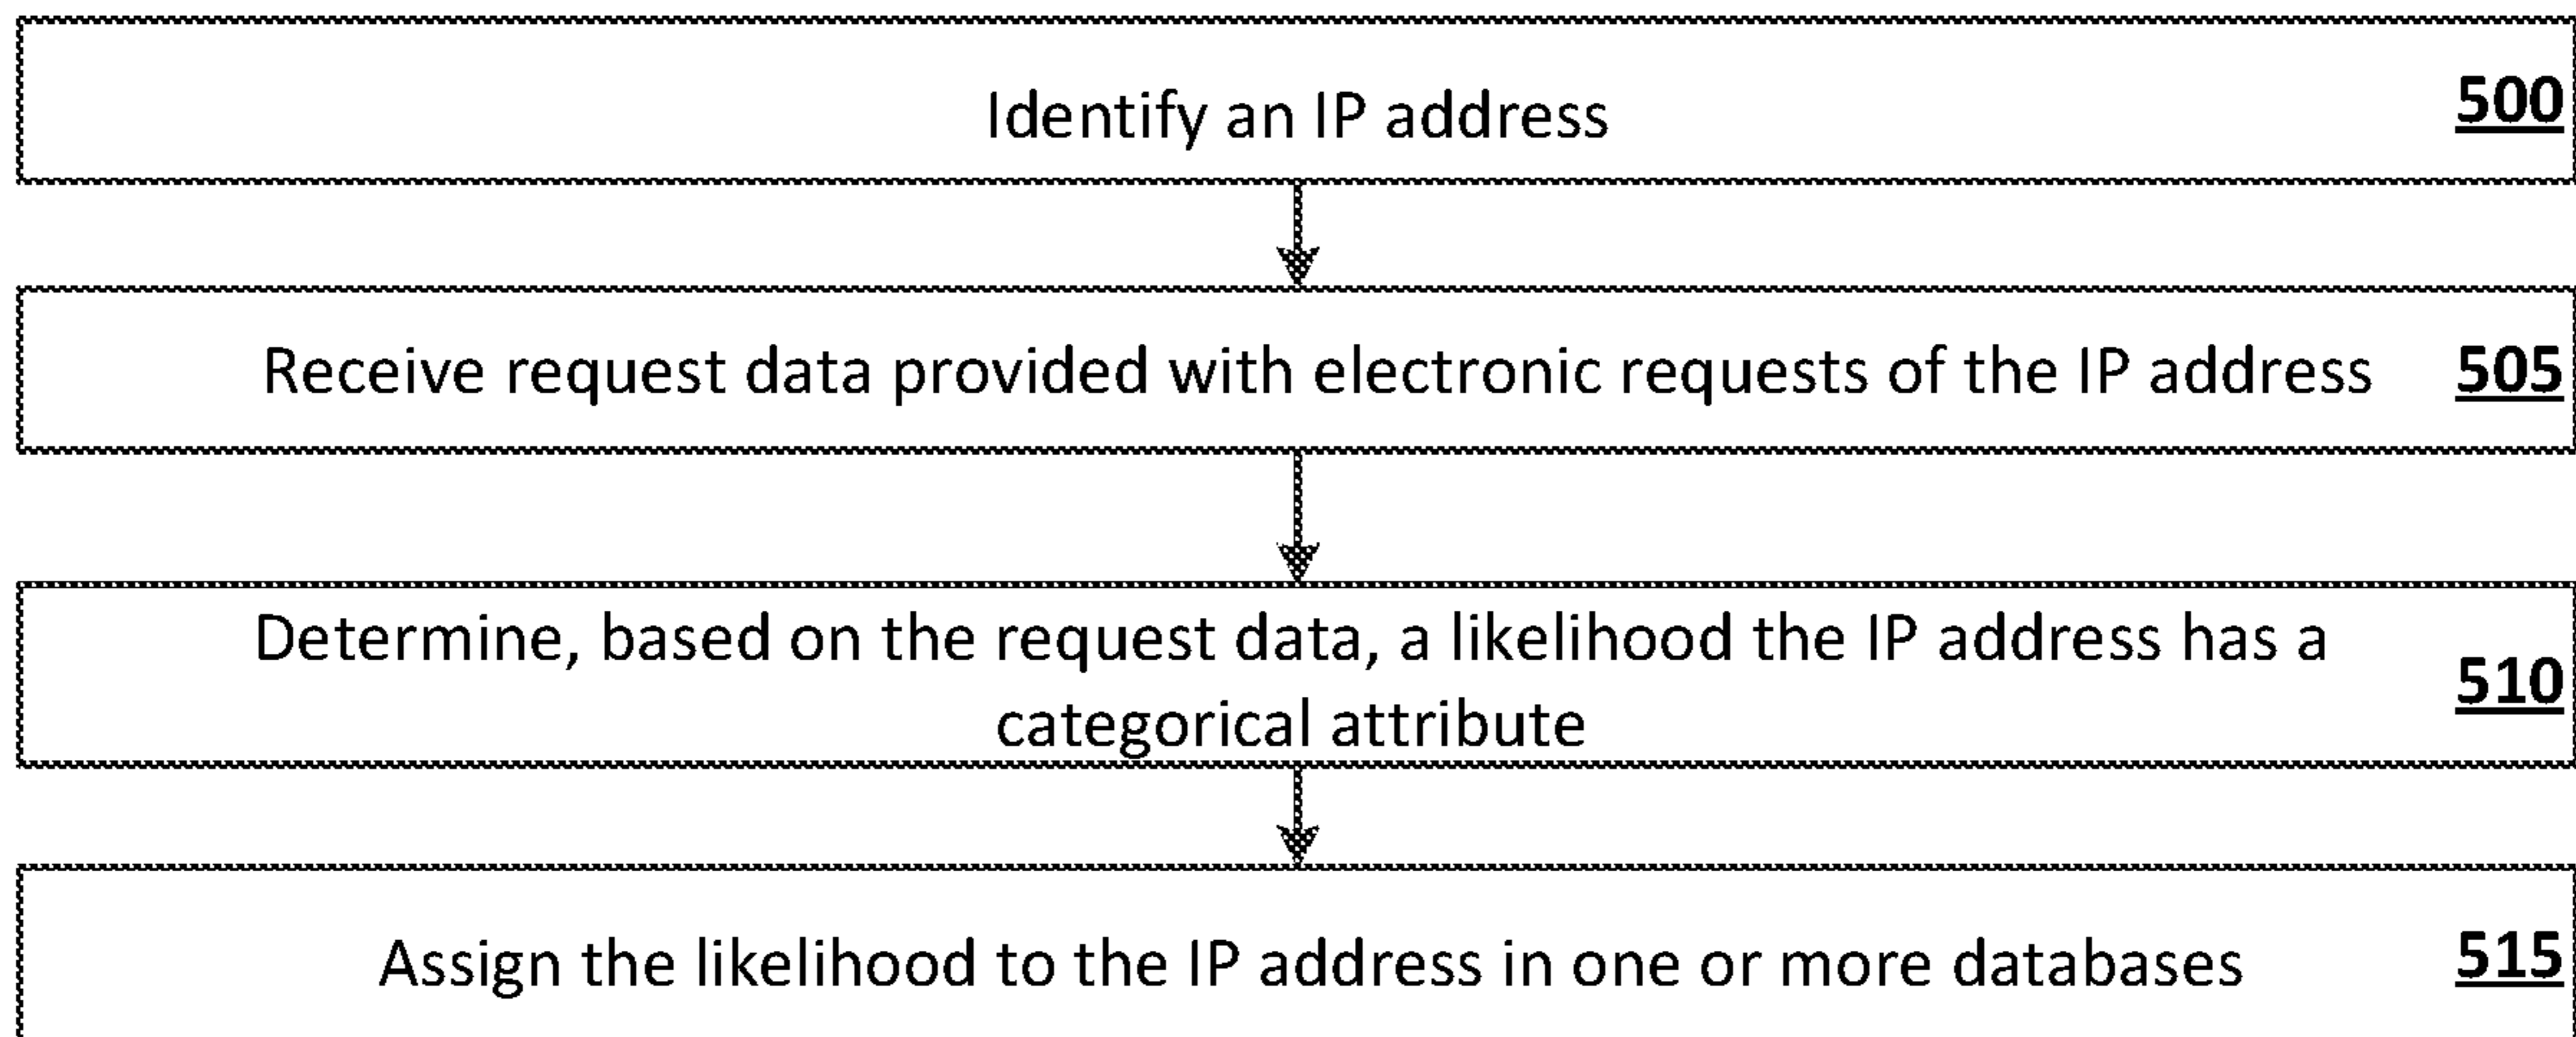 Identify an IP address
500
Receive request data provided with electronic requests of the IP address
505
Determine, based on the request data, a likelihood the IP address has a
categorical attribute
510
Assign the likelihood to the IP address in one or more databases
515